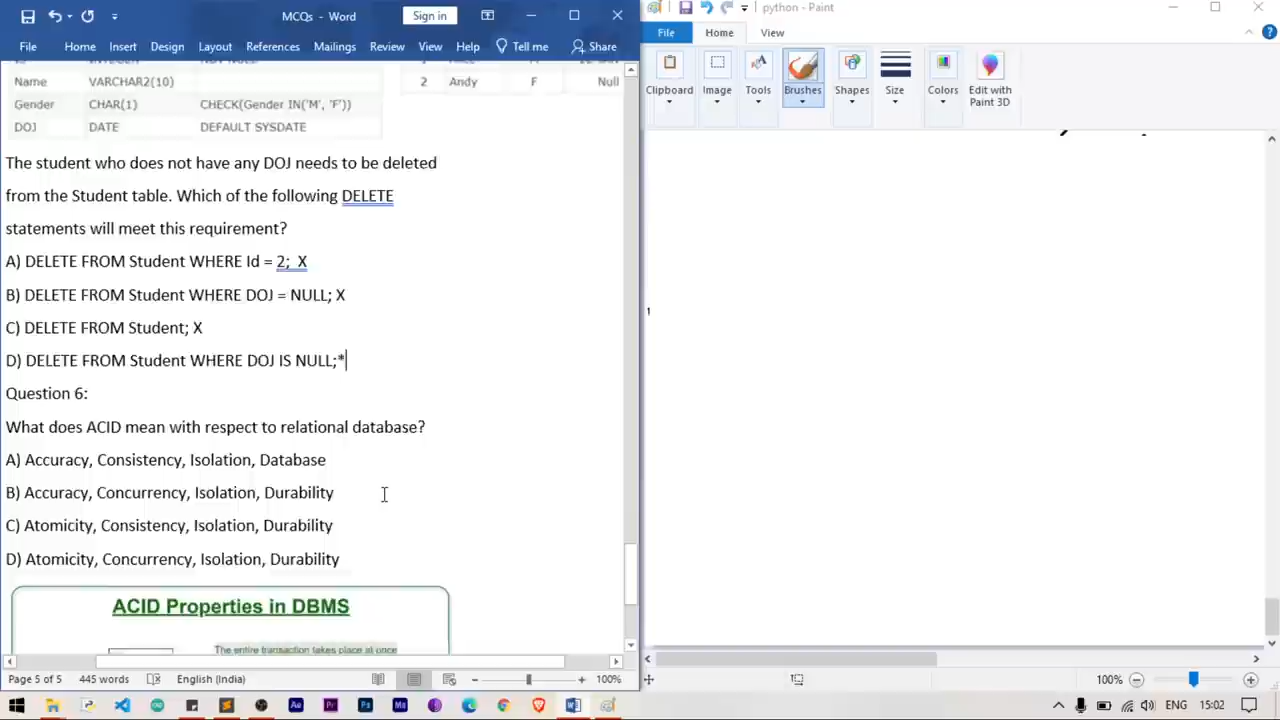 MCQs - Word
Sign in
python - Paint
File Home Insert Design Layout References Mailings Review View Help Tell me Share
File Home View
Clipboard Image Tools Brushes Shapes Size Colors Edit with Paint 3D
Name VARCHAR2(10)
2 Andy F Null
Gender CHAR(1) CHECK(Gender IN('M', 'F'))
DOJ DATE DEFAULT SYSDATE
The student who does not have any DOJ needs to be deleted
from the Student table. Which of the following DELETE
statements will meet this requirement?
A) DELETE FROM Student WHERE Id = 2; X
B) DELETE FROM Student WHERE DOJ = NULL; X
C) DELETE FROM Student; X
D) DELETE FROM Student WHERE DOJ IS NULL;*
Question 6:
What does ACID mean with respect to relational database?
A) Accuracy, Consistency, Isolation, Database
B) Accuracy, Concurrency, Isolation, Durability
C) Atomicity, Consistency, Isolation, Durability
D) Atomicity, Concurrency, Isolation, Durability
ACID Properties in DBMS
The entire transaction takes place at once
Page 5 of 5 445 words English (India) 100%
100%
Ae Pr Ps Me
ENG 15:02